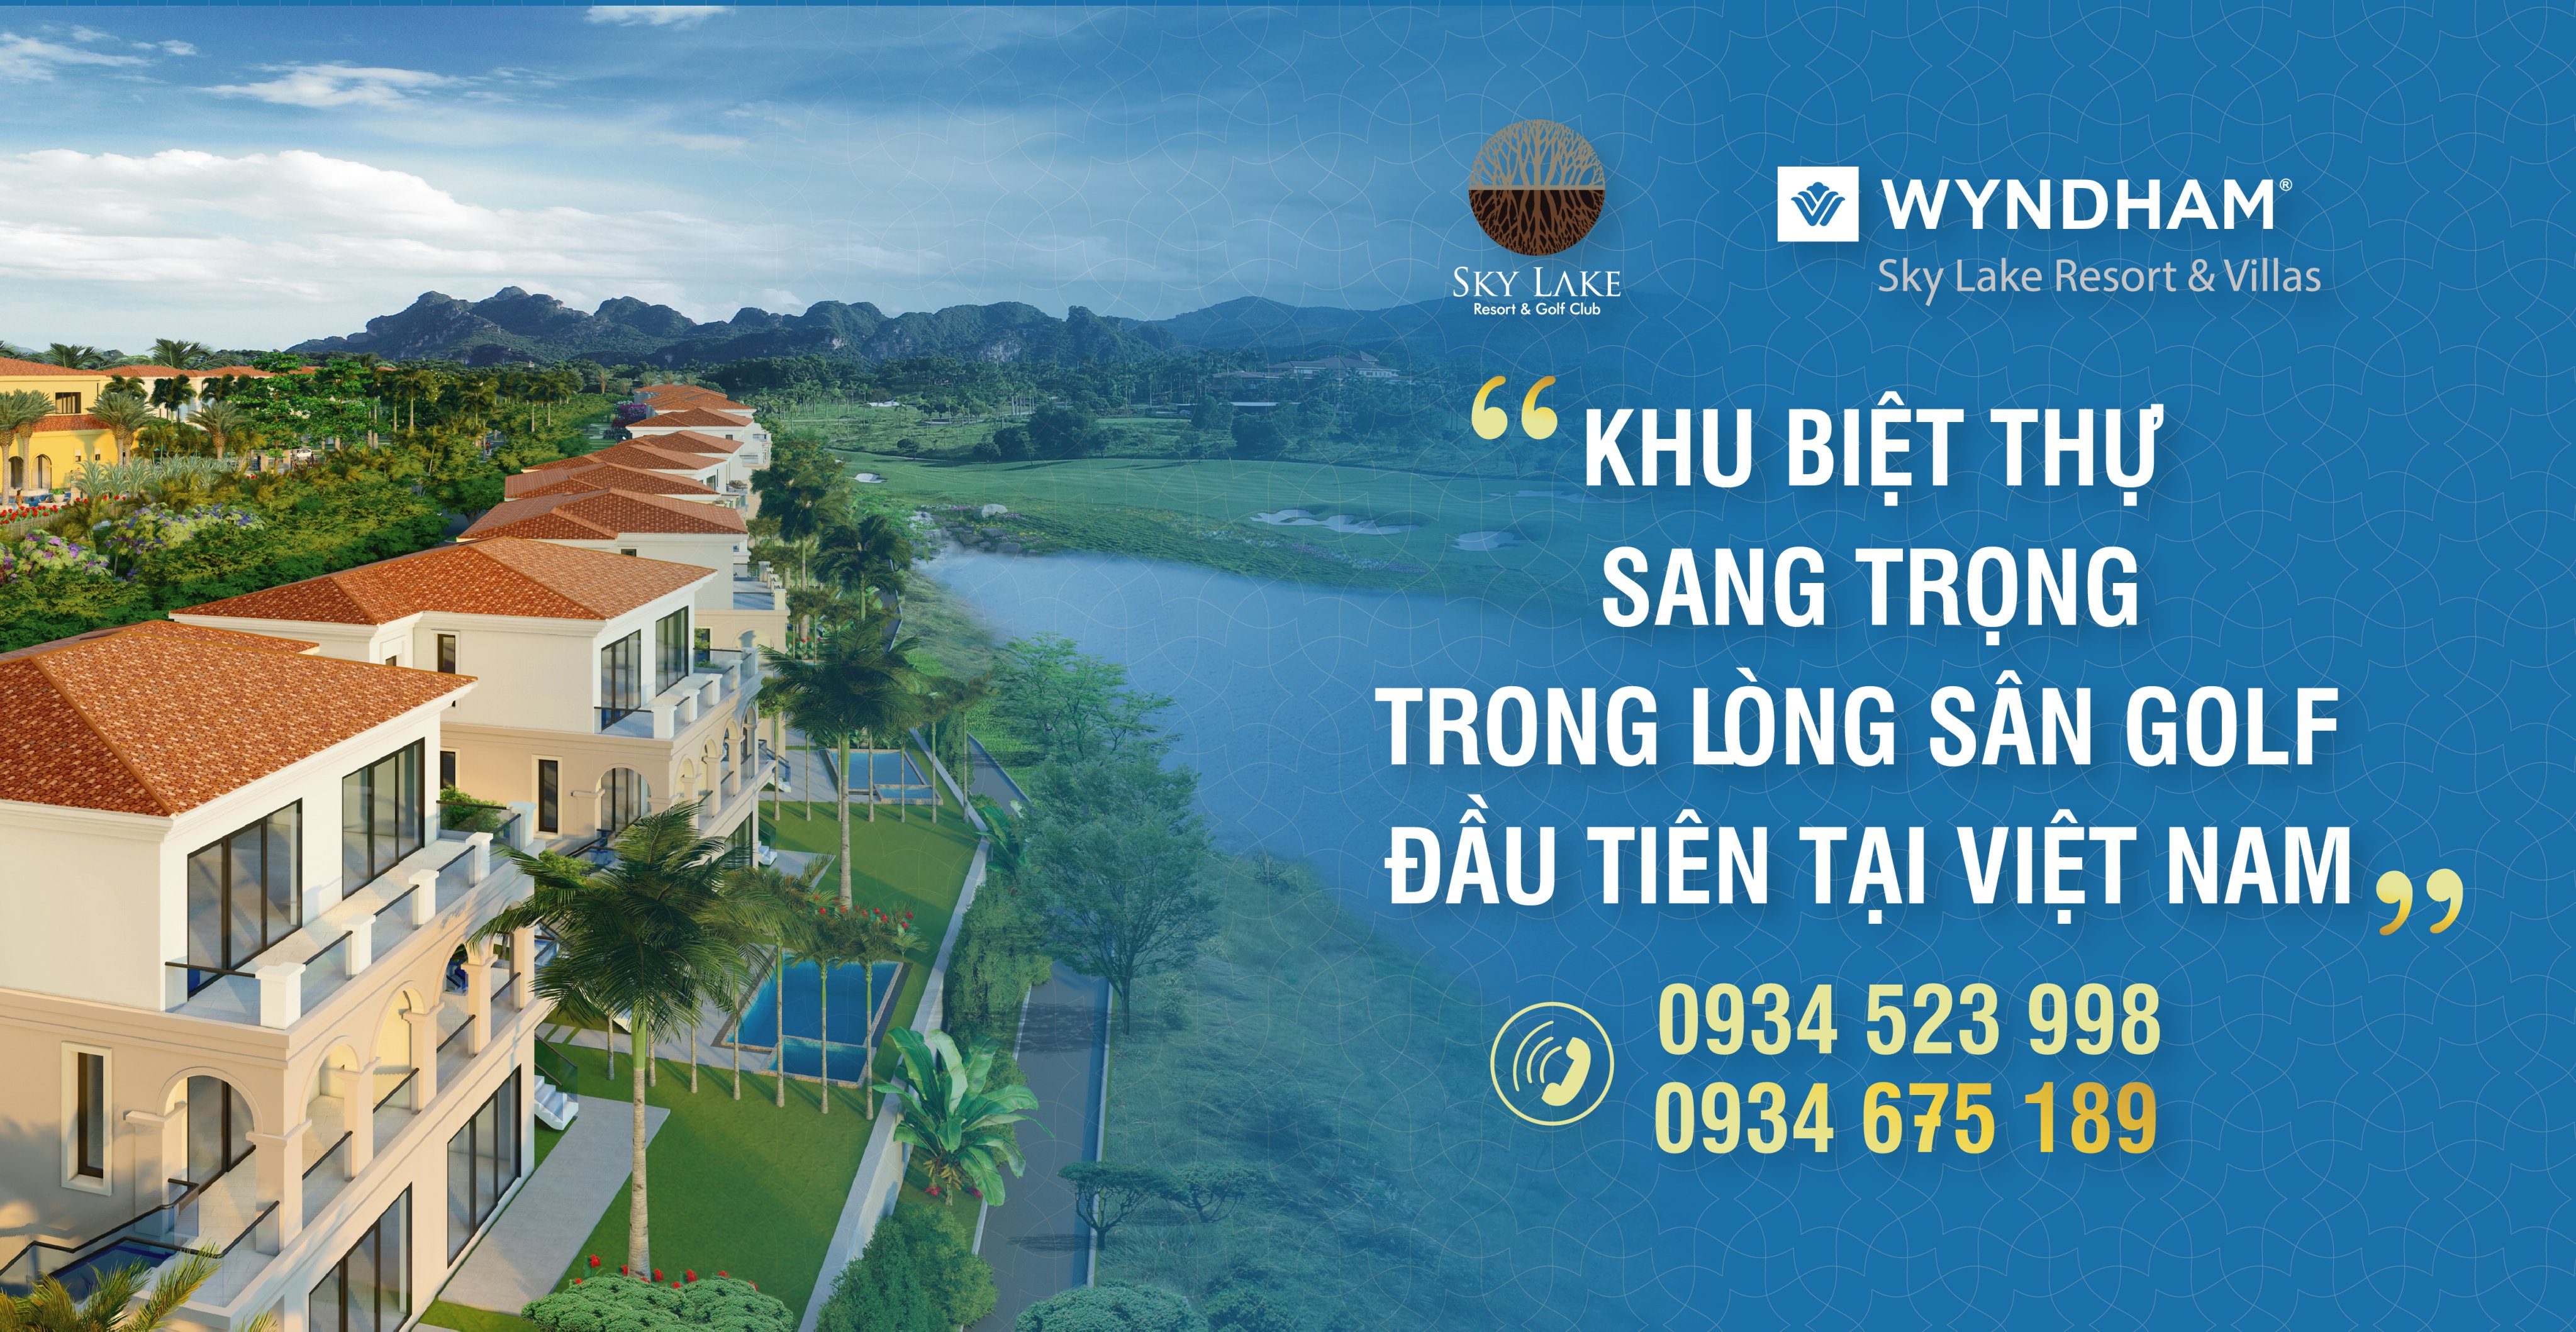 SKY LAKE
Resort & Golf Club
WYNDHAM®
Sky Lake Resort & Villas
“ KHU BIỆT THỰ
SANG TRỌNG
TRONG LÒNG SÂN GOLF
ĐẦU TIÊN TẠI VIỆT NAM ”
0934 523 998
0934 675 189